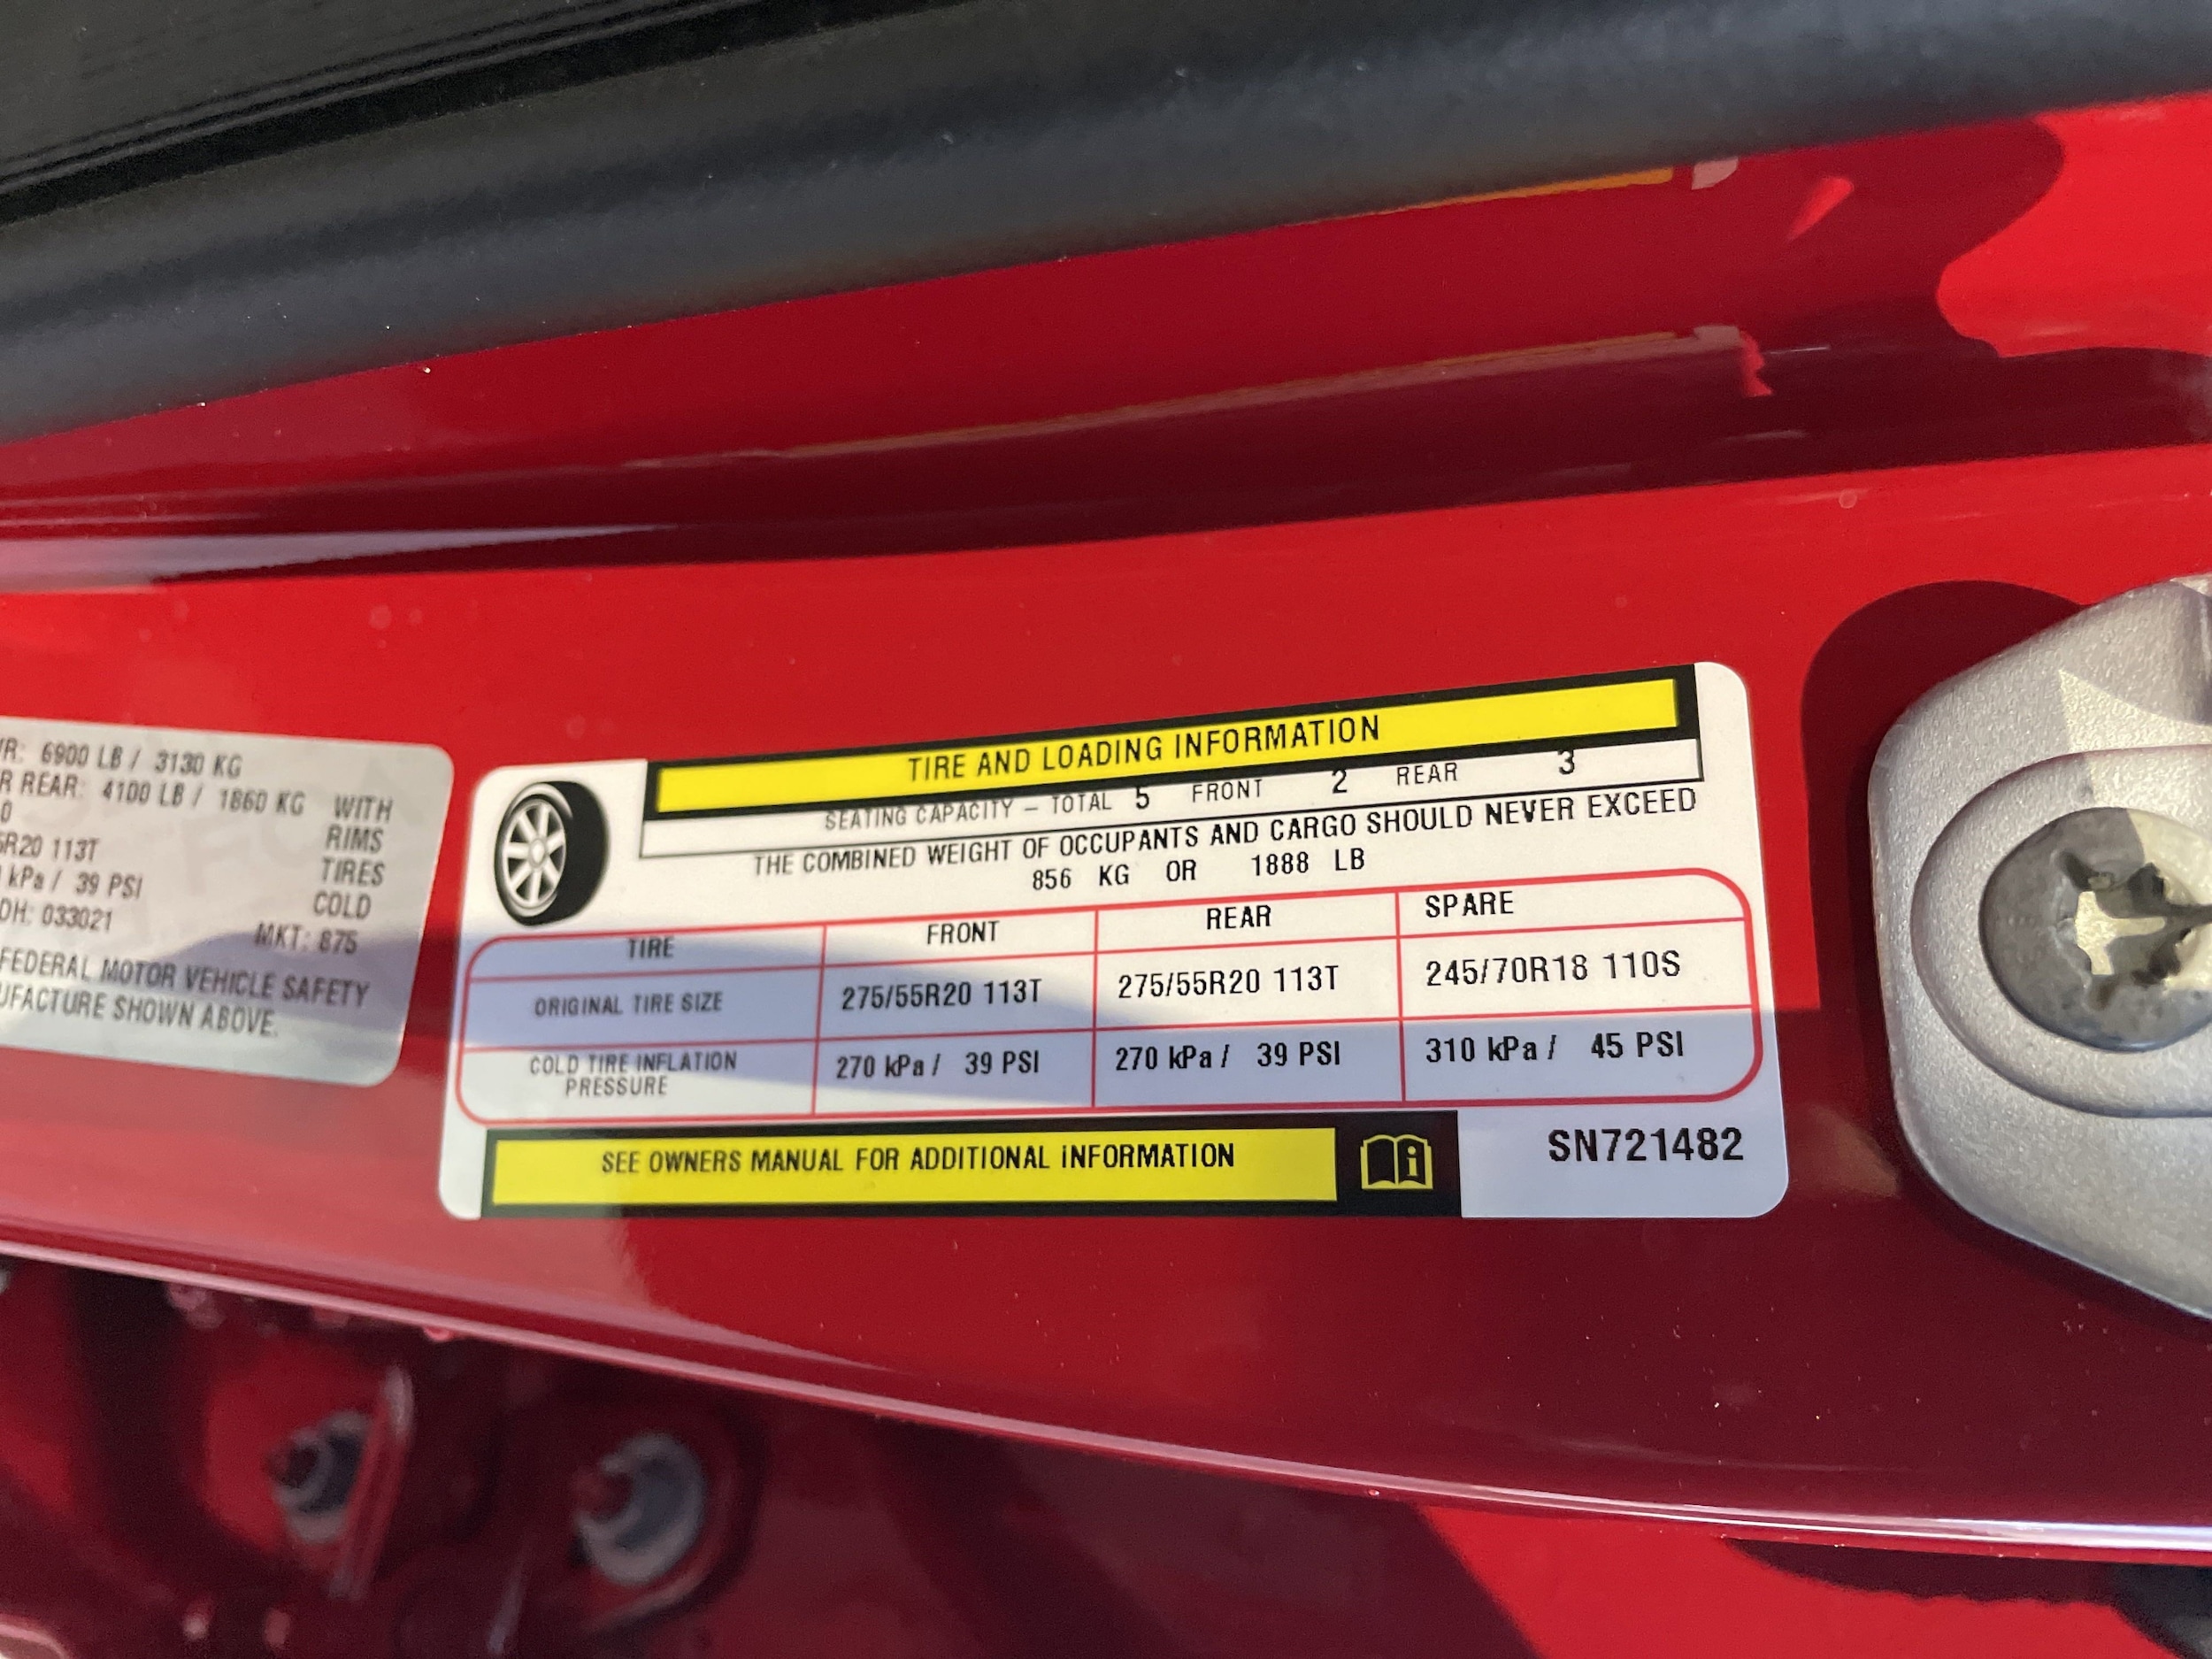 6900 LB / 3130 KG
REAR: 4100 LB / 1860 KG WITH
RIMS
R20 113T TIRES
kPa / 39 PSI COLD
033021 MKT: 875
FEDERAL MOTOR VEHICLE SAFETY
SHOWN ABOVE.
TIRE AND LOADING INFORMATION
SEATING CAPACITY – TOTAL 5 FRONT 2 REAR 3
THE COMBINED WEIGHT OF OCCUPANTS AND CARGO SHOULD NEVER EXCEED
856 KG OR 1888 LB
TIRE FRONT REAR SPARE
ORIGINAL TIRE SIZE 275/55R20 113T 275/55R20 113T 245/70R18 110S
COLD TIRE INFLATION PRESSURE 270 kPa / 39 PSI 270 kPa / 39 PSI 310 kPa / 45 PSI
SEE OWNERS MANUAL FOR ADDITIONAL iNFORMATION
SN721482